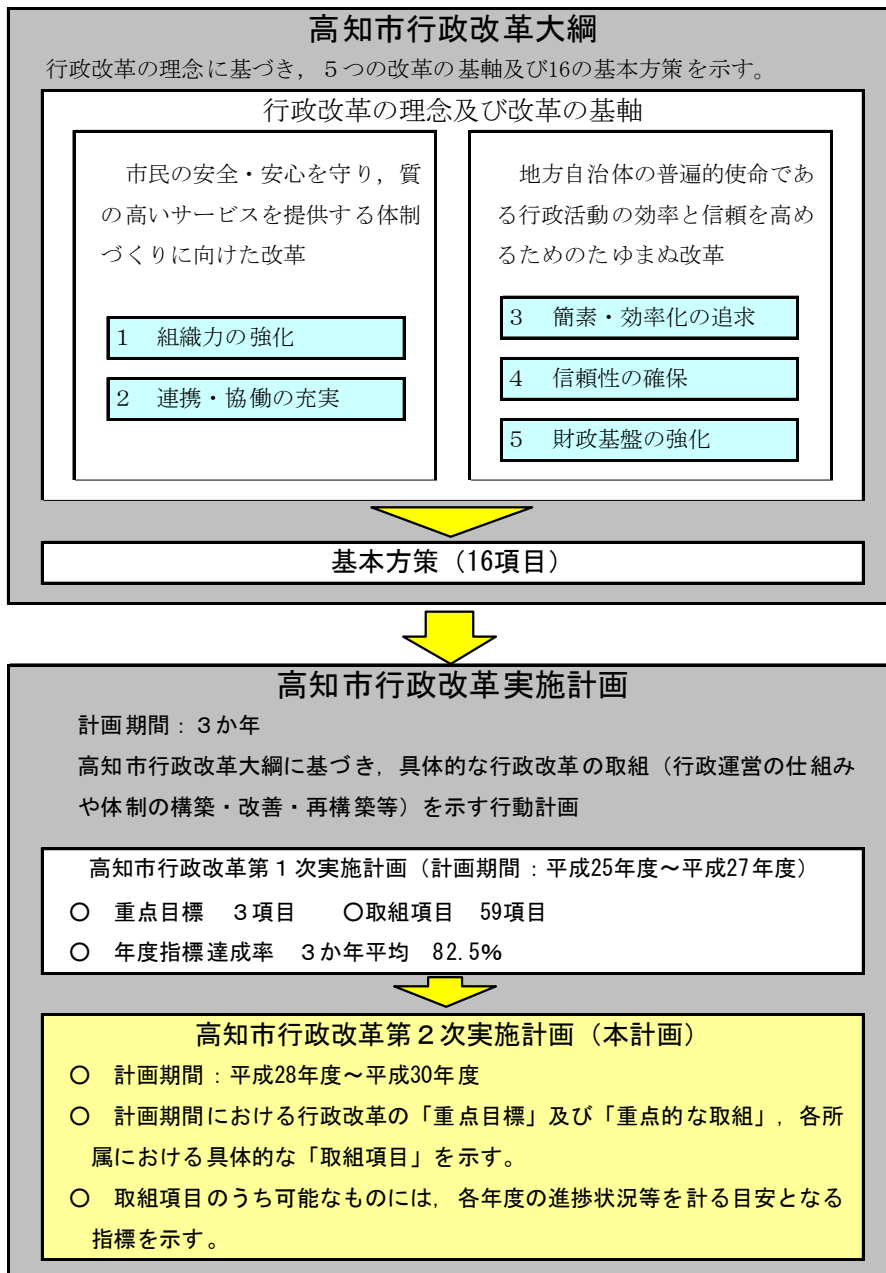 高知市行政改革大綱
行政改革の理念に基づき，５つの改革の基軸及び16の基本方策を示す。
行政改革の理念及び改革の基軸
市民の安全・安心を守り，質
の高いサービスを提供する体制
づくりに向けた改革
１　組織力の強化
２　連携・協働の充実
地方自治体の普遍的使命であ
る行政活動の効率と信頼を高め
るためのたゆまぬ改革
３　簡素・効率化の追求
４　信頼性の確保
５　財政基盤の強化
基本方策（16項目）
高知市行政改革実施計画
計画期間：３か年
高知市行政改革大綱に基づき，具体的な行政改革の取組（行政運営の仕組み
や体制の構築・改善・再構築等）を示す行動計画
高知市行政改革第１次実施計画（計画期間：平成25年度～平成27年度）
○　重点目標　３項目　　○取組項目　59項目
○　年度指標達成率　３か年平均　82.5%
高知市行政改革第２次実施計画（本計画）
○　計画期間：平成28年度～平成30年度
○　計画期間における行政改革の「重点目標」及び「重点的な取組」，各所
属における具体的な「取組項目」を示す。
○　取組項目のうち可能なものには，各年度の進捗状況等を計る目安となる
指標を示す。